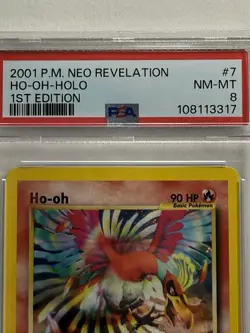 2001 P.M. NEO REVELATION #7
HO-OH-HOLO NM-MT
1ST EDITION PSA 8
108113317
Ho-oh 90 HP
Basic Pokémon